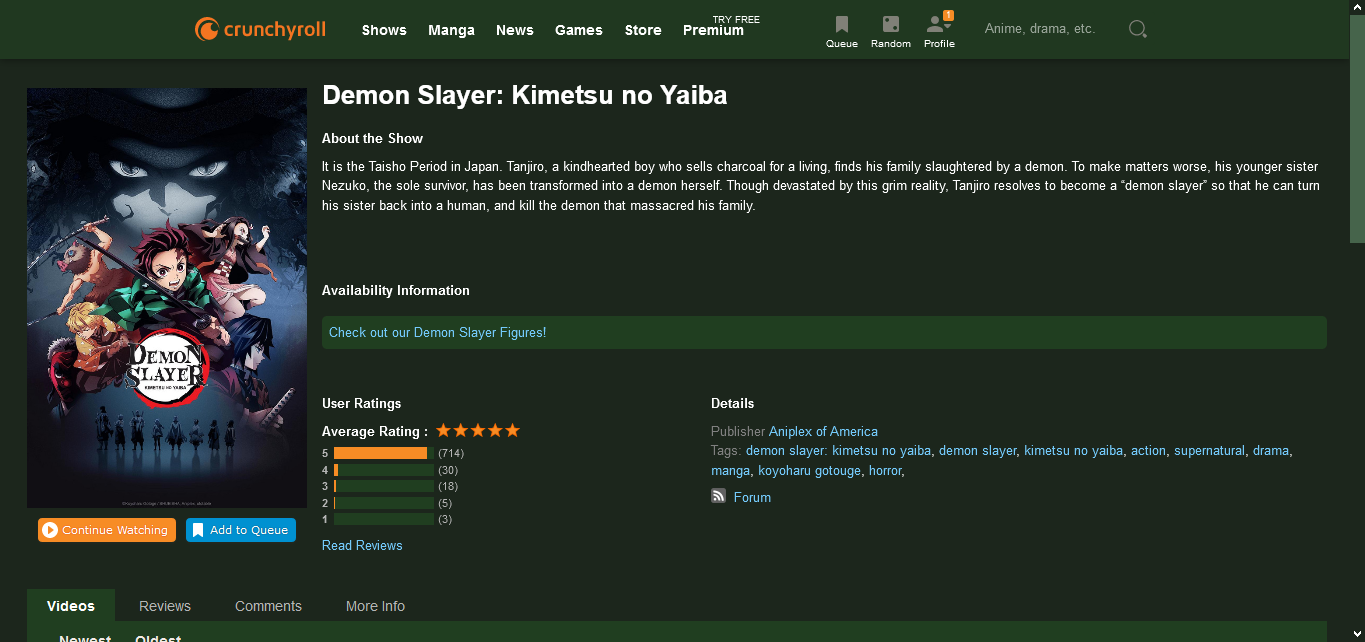 crunchyroll
Shows Manga News Games Store Premium TRY FREE
1
Queue Random Profile
Anime, drama, etc.
Demon Slayer: Kimetsu no Yaiba
About the Show
It is the Taisho Period in Japan. Tanjiro, a kindhearted boy who sells charcoal for a living, finds his family slaughtered by a demon. To make matters worse, his younger sister
Nezuko, the sole survivor, has been transformed into a demon herself. Though devastated by this grim reality, Tanjiro resolves to become a “demon slayer” so that he can turn
his sister back into a human, and kill the demon that massacred his family.
Availability Information
Check out our Demon Slayer Figures!
DEMON
SLAYER
KIMETSU NO YAIBA
Continue Watching
Add to Queue
User Ratings
Average Rating :
5 (714)
4 (30)
3 (18)
2 (5)
1 (3)
Read Reviews
Details
Publisher Aniplex of America
Tags: demon slayer: kimetsu no yaiba, demon slayer, kimetsu no yaiba, action, supernatural, drama,
manga, koyoharu gotouge, horror,
Forum
Videos Reviews Comments More Info
Newest Oldest